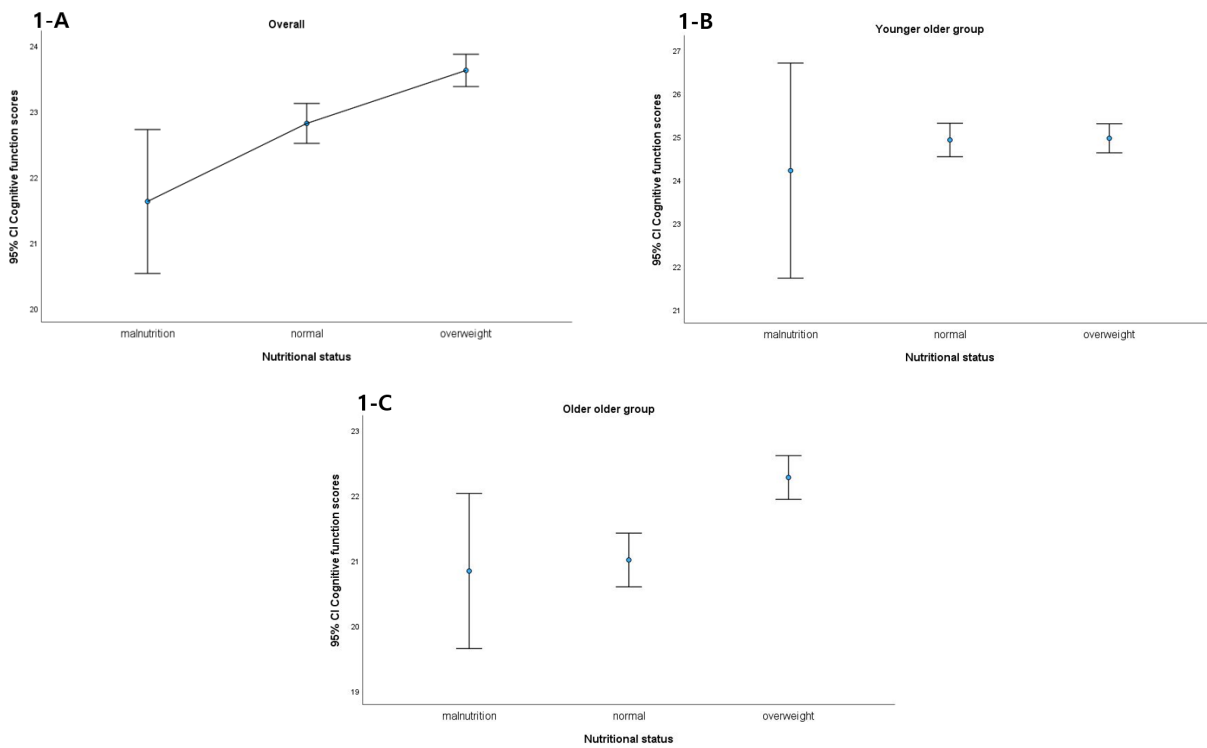 1-A
Overall
95% CI Cognitive function scores
24
23
22
21
20
malnutrition normal overweight
Nutritional status
1-B
Younger older group
95% CI Cognitive function scores
27
26
25
24
23
22
21
malnutrition normal overweight
Nutritional status
1-C
Older older group
95% CI Cognitive function scores
23
22
21
20
19
malnutrition normal overweight
Nutritional status